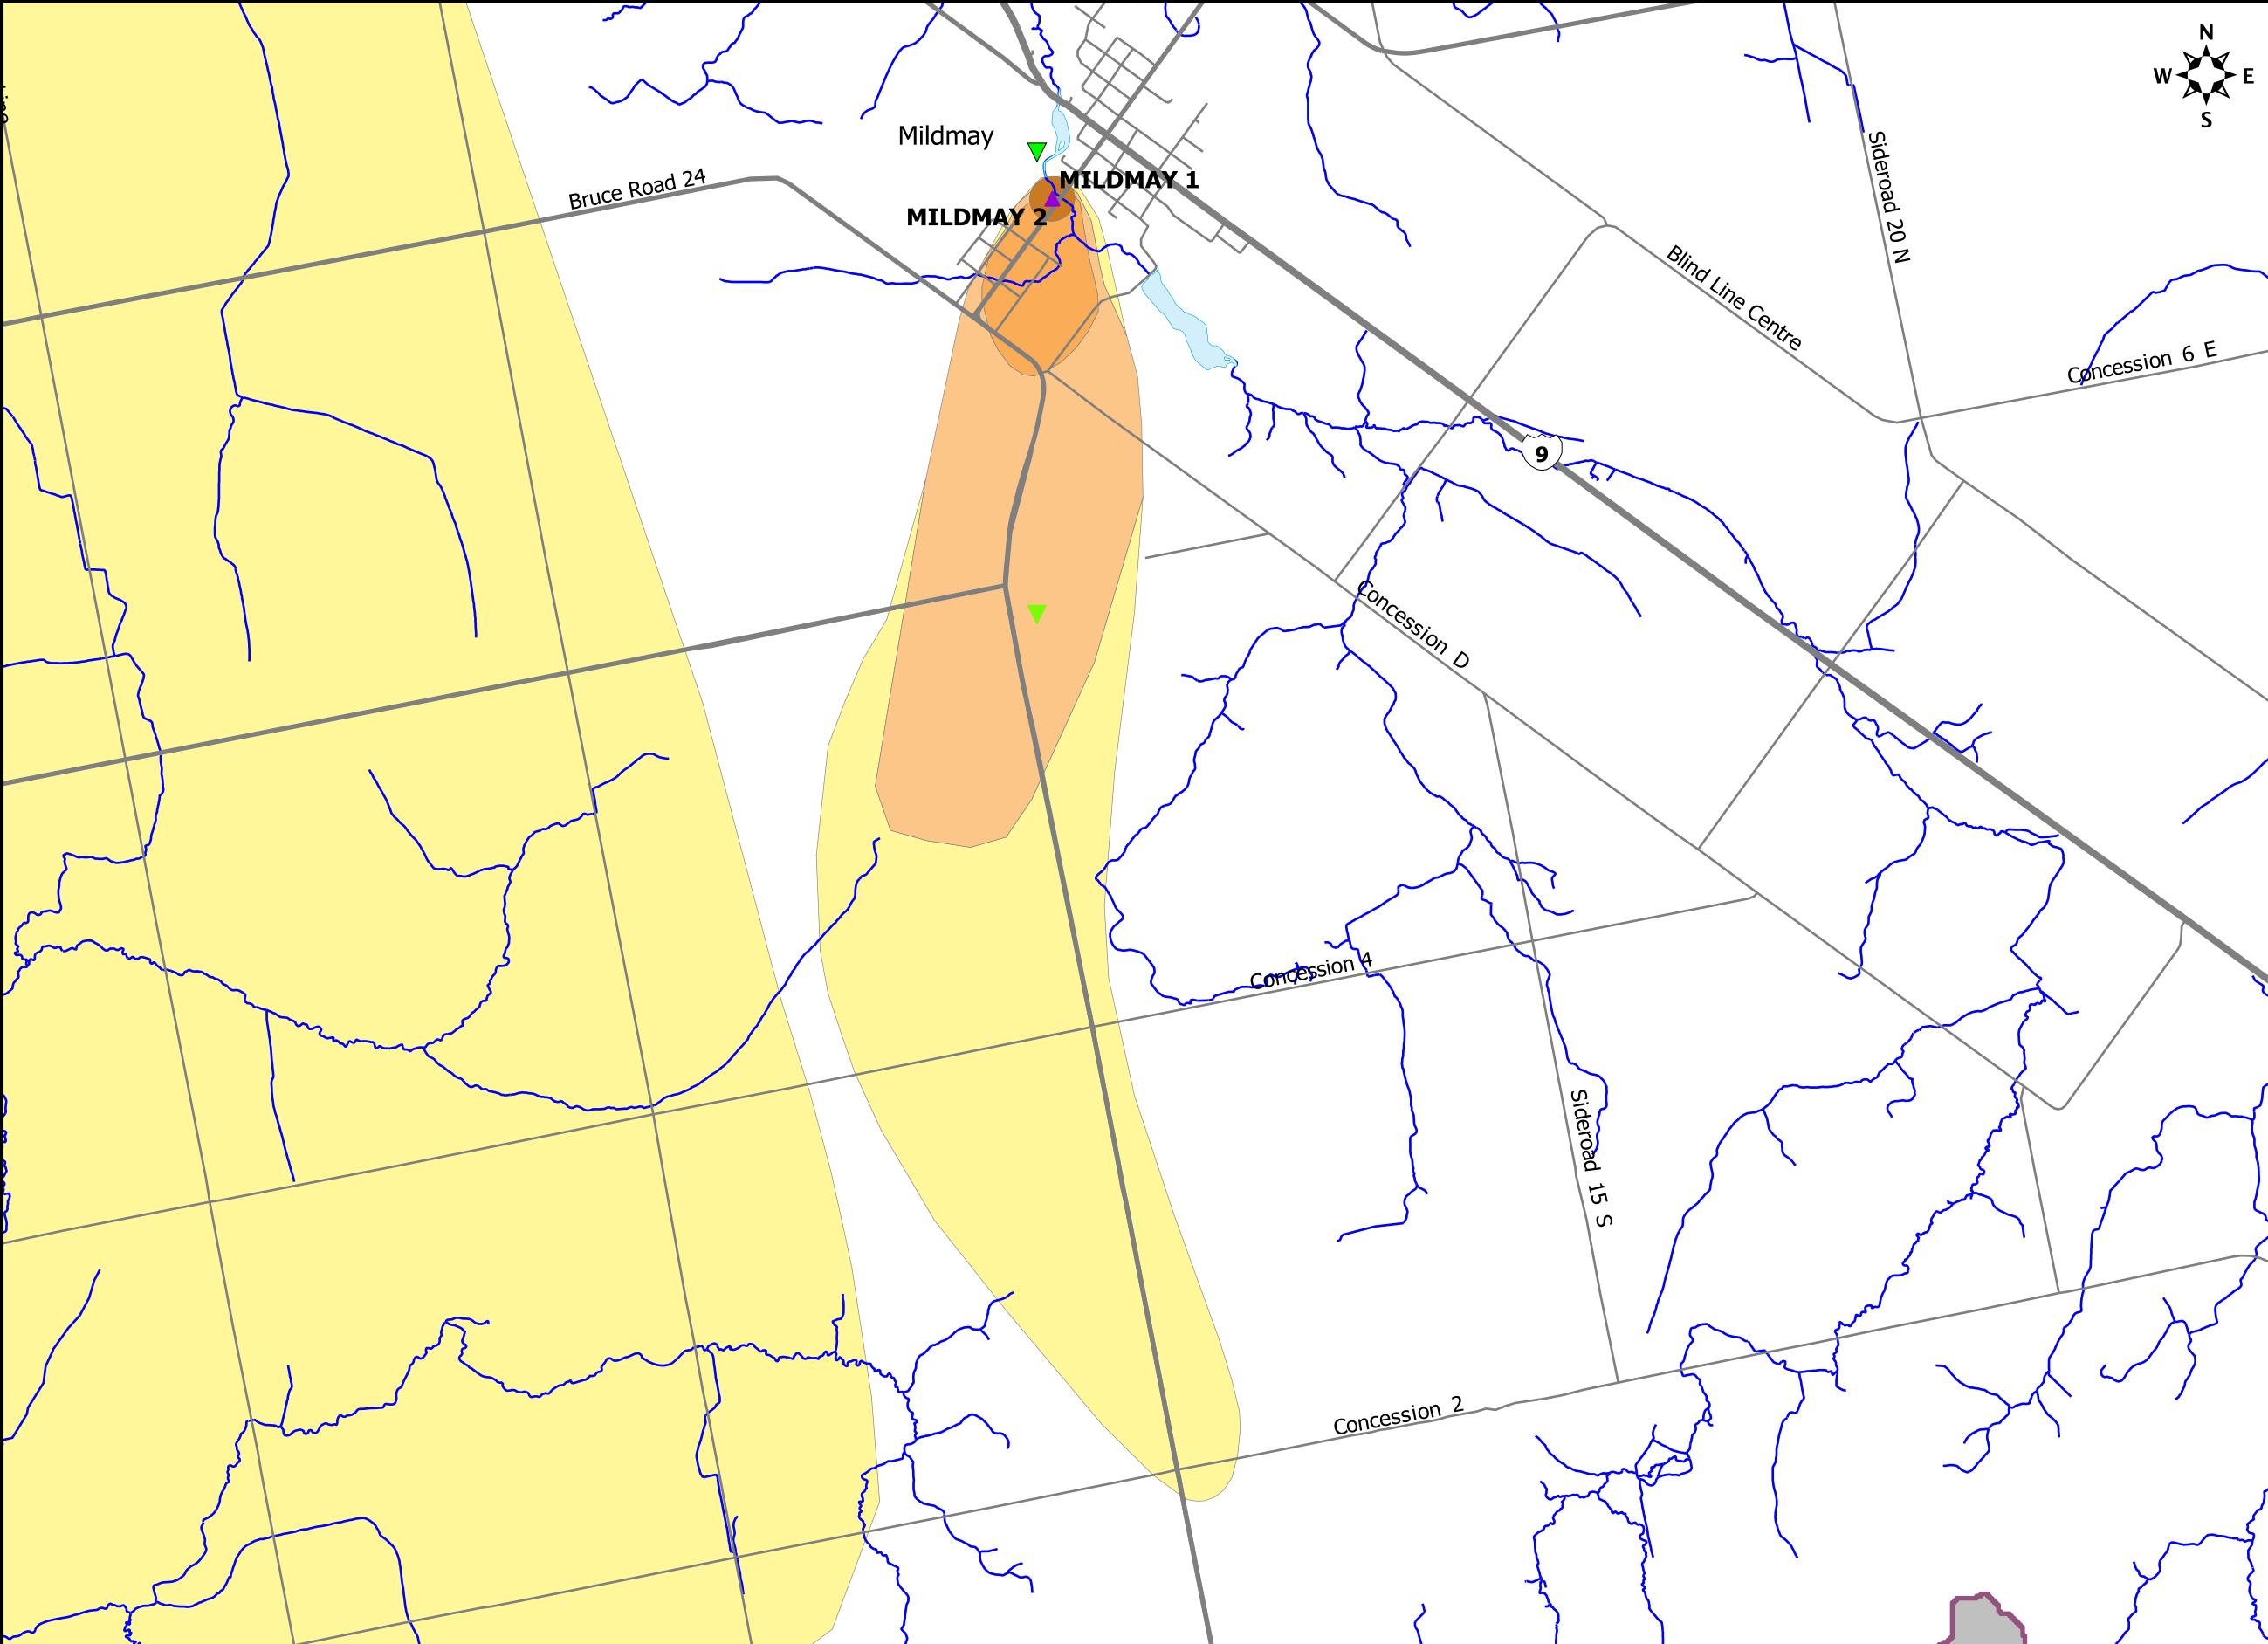 N
W E
S
Mildmay
MILDMAY 1
Bruce Road 24
MILDMAY 2
Sideroad 20 N
Blind Line Centre
Concession 6 E
9
Concession D
Concession 4
Sideroad 15 S
Concession 2